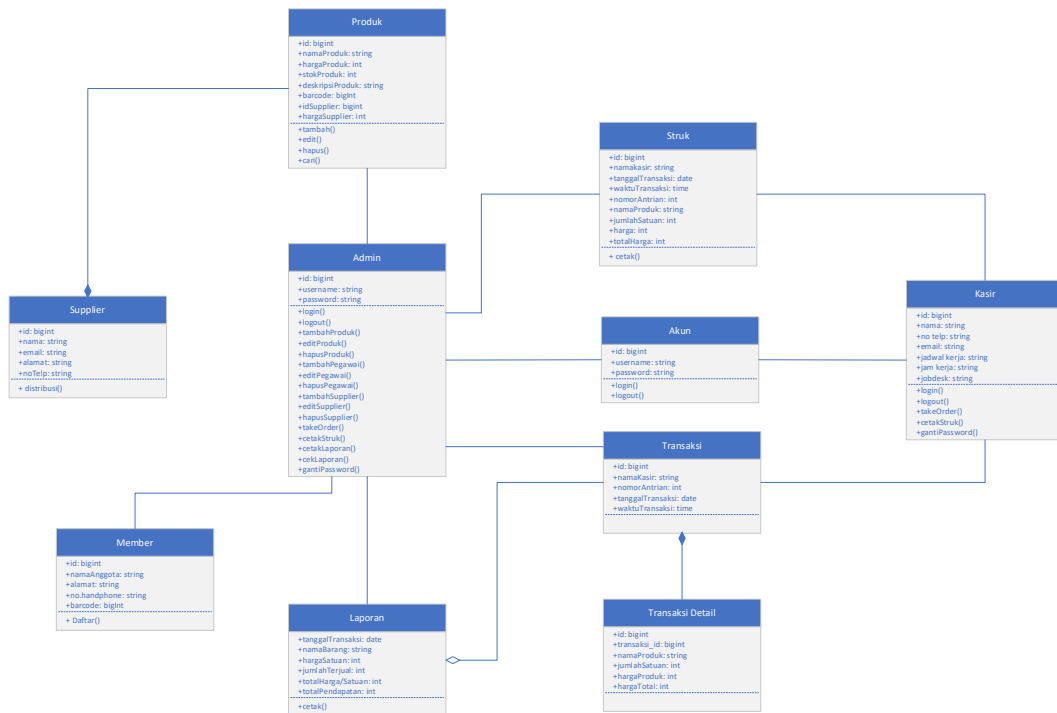 Produk
+id: bigint
+namaProduk: string
+hargaProduk: int
+stokProduk: int
+deskripsiProduk: string
+barcode: bigInt
+idSupplier: bigint
+hargaSupplier: int
+tambah()
+edit()
+hapus()
+cari()
Struk
+id: bigint
+namakasir: string
+tanggalTransaksi: date
+waktuTransaksi: time
+nomorAntrian: int
+namaProduk: string
+jumlahSatuan: int
+harga: int
+totalHarga: int
+ cetak()
Admin
+id: bigint
+username: string
+password: string
+login()
+logout()
+tambahProduk()
+editProduk()
+hapusProduk()
+tambahPegawai()
+editPegawai()
+hapusPegawai()
+tambahSupplier()
+editSupplier()
+hapusSupplier()
+takeOrder()
+cetakStruk()
+cetakLaporan()
+cekLaporan()
+gantiPassword()
Supplier
+id: bigint
+nama: string
+email: string
+alamat: string
+noTelp: string
+ distribusi()
Akun
+id: bigint
+username: string
+password: string
+login()
+logout()
Kasir
+id: bigint
+nama: string
+no telp: string
+email: string
+jadwal kerja: string
+jam kerja: string
+jobdesk: string
+login()
+logout()
+takeOrder()
+cetakStruk()
+gantiPassword()
Transaksi
+id: bigint
+namaKasir: string
+nomorAntrian: int
+tanggalTransaksi: date
+waktuTransaksi: time
Member
+id: bigint
+namaAnggota: string
+alamat: string
+no.handphone: string
+barcode: bigInt
+ Daftar()
Laporan
+tanggalTransaksi: date
+namaBarang: string
+hargaSatuan: int
+jumlahTerjual: int
+totalHarga/Satuan: int
+totalPendapatan: int
+cetak()
Transaksi Detail
+id: bigint
+transaksi_id: bigint
+namaProduk: string
+jumlahSatuan: int
+hargaProduk: int
+hargaTotal: int